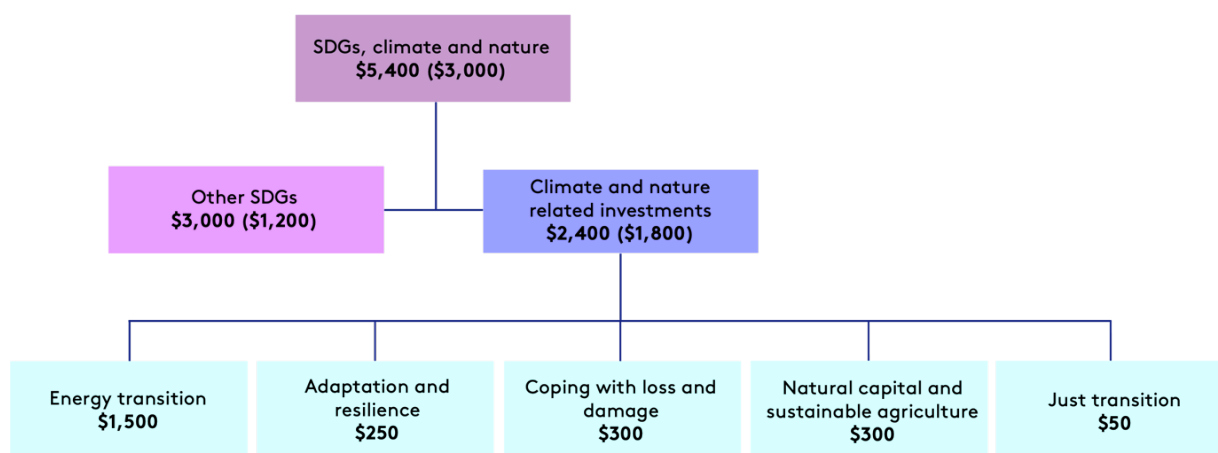 SDGs, climate and nature
$5,400 ($3,000)
Other SDGs
$3,000 ($1,200)
Climate and nature
related investments
$2,400 ($1,800)
Energy transition
$1,500
Adaptation and
resilience
$250
Coping with loss and
damage
$300
Natural capital and
sustainable agriculture
$300
Just transition
$50